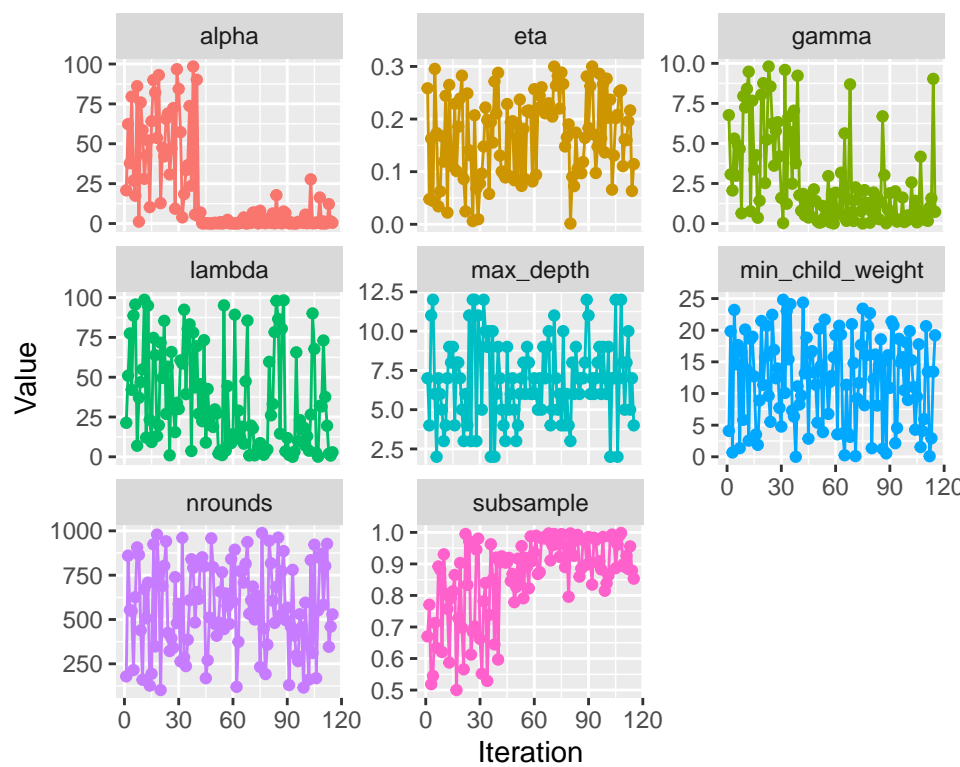 alpha eta gamma
100 0.3 10.0
75 7.5
50 0.2 5.0
25 0.1 2.5
0 0.0 0.0
lambda max_depth min_child_weight
100 12.5 25
75 10.0 20
50 7.5 15
25 5.0 10
0 2.5 5
0
0 30 60 90 120
nrounds subsample
1000 1.0
750 0.9
0.8
500 0.7
250 0.6
0.5
0 30 60 90 120 0 30 60 90 120
Iteration
Value